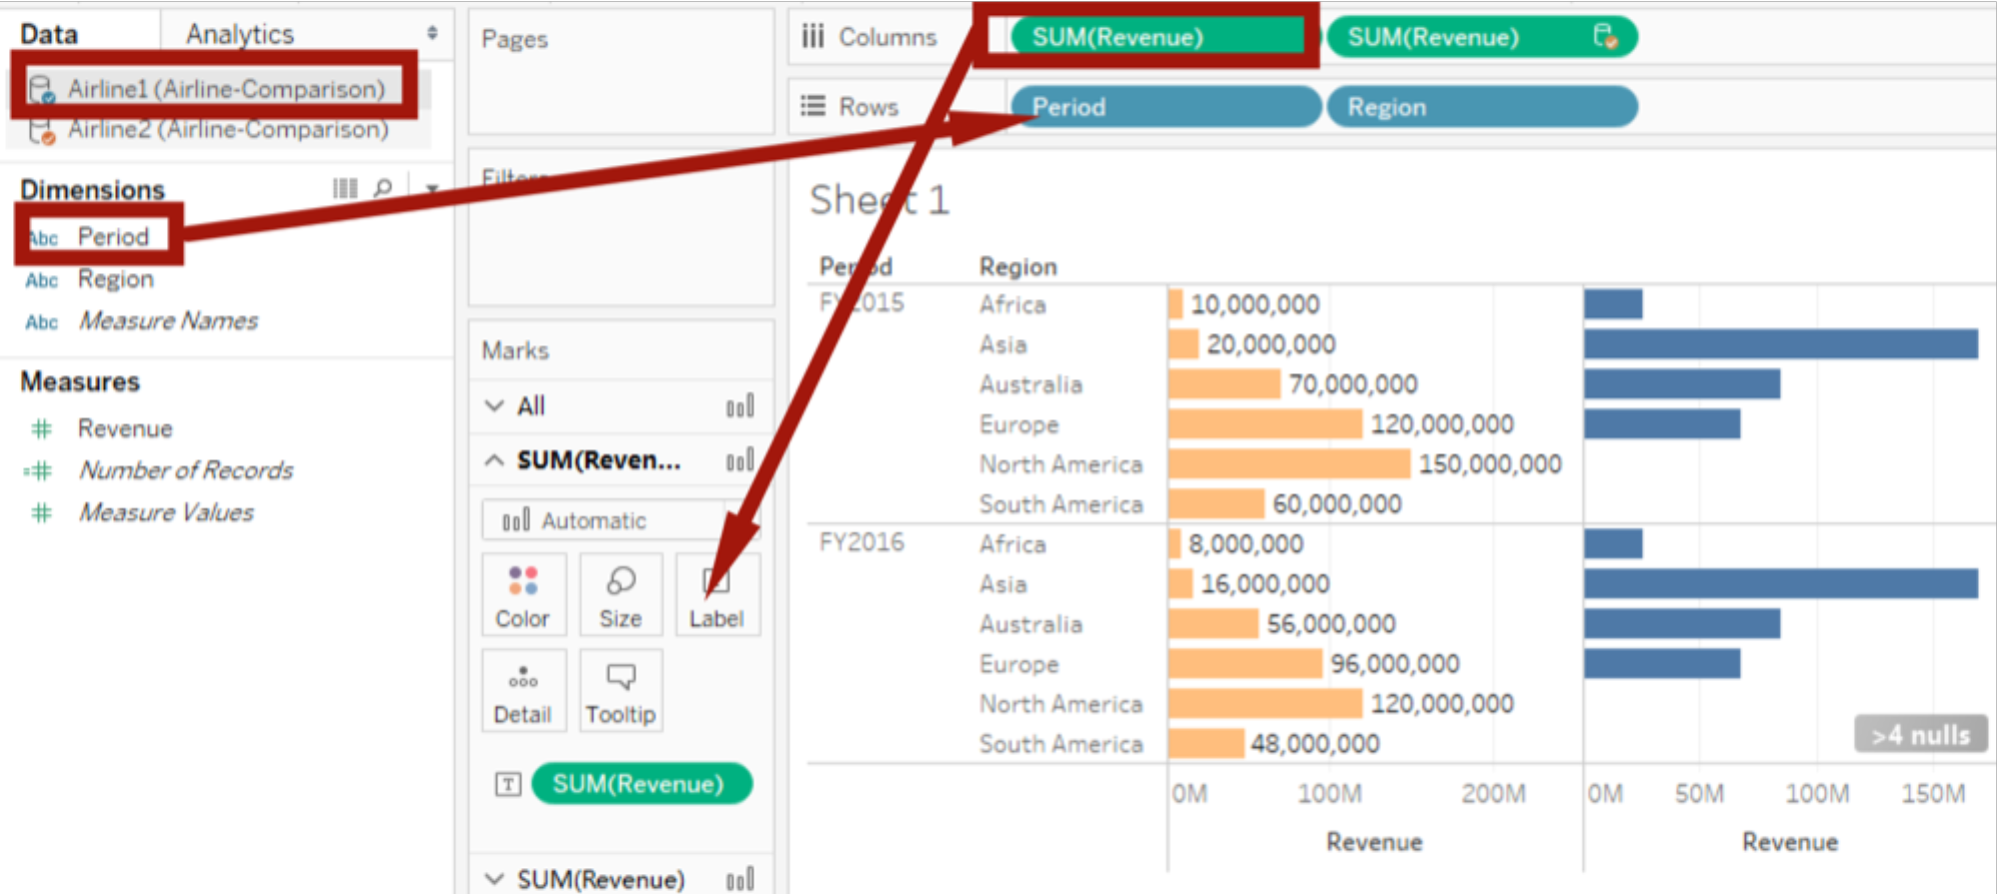 Data
Analytics
Airline1 (Airline-Comparison)
Airline2 (Airline-Comparison)
Dimensions
Abc Period
Abc Region
Abc Measure Names
Measures
Revenue
Number of Records
Measure Values
Pages
Filters
Marks
All
SUM(Reven...
Automatic
Color Size Label
Detail Tooltip
T SUM(Revenue)
SUM(Revenue)
Columns SUM(Revenue) SUM(Revenue)
Rows Period Region
Sheet 1
Period Region
FY2015 Africa 10,000,000
Asia 20,000,000
Australia 70,000,000
Europe 120,000,000
North America 150,000,000
South America 60,000,000
FY2016 Africa 8,000,000
Asia 16,000,000
Australia 56,000,000
Europe 96,000,000
North America 120,000,000
South America 48,000,000
>4 nulls
0M 100M 200M 0M 50M 100M 150M
Revenue Revenue